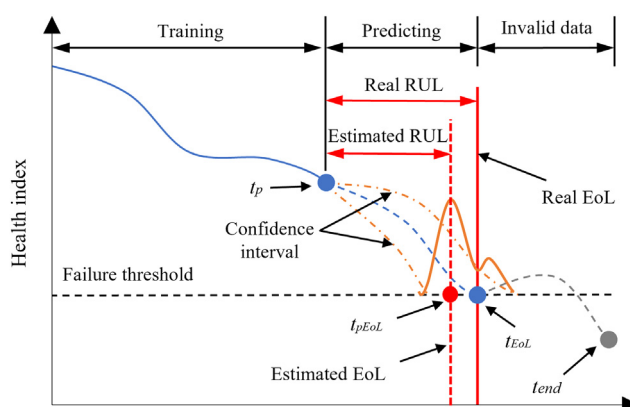 Training
Predicting
Invalid data
Real RUL
Estimated RUL
Health index
tp
Confidence
interval
Real EoL
Failure threshold
tpEoL
tEoL
Estimated EoL
tend